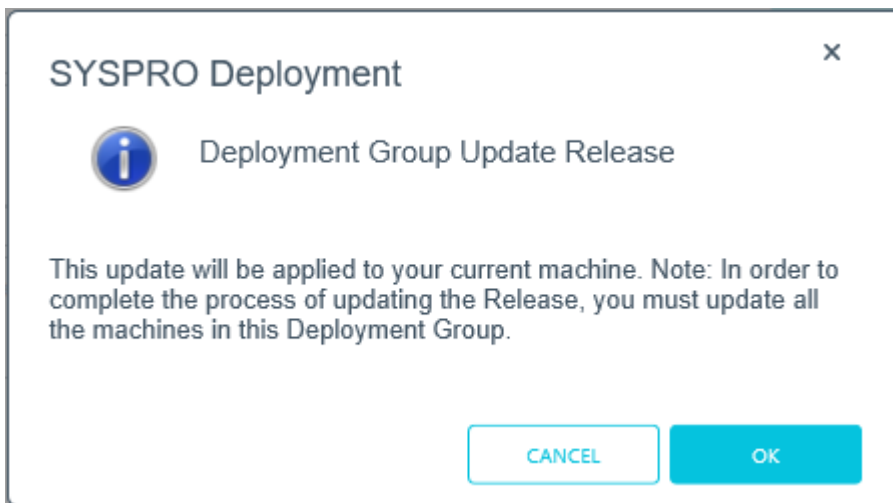 SYSPRO Deployment
Deployment Group Update Release
This update will be applied to your current machine. Note: In order to
complete the process of updating the Release, you must update all
the machines in this Deployment Group.
CANCEL
OK